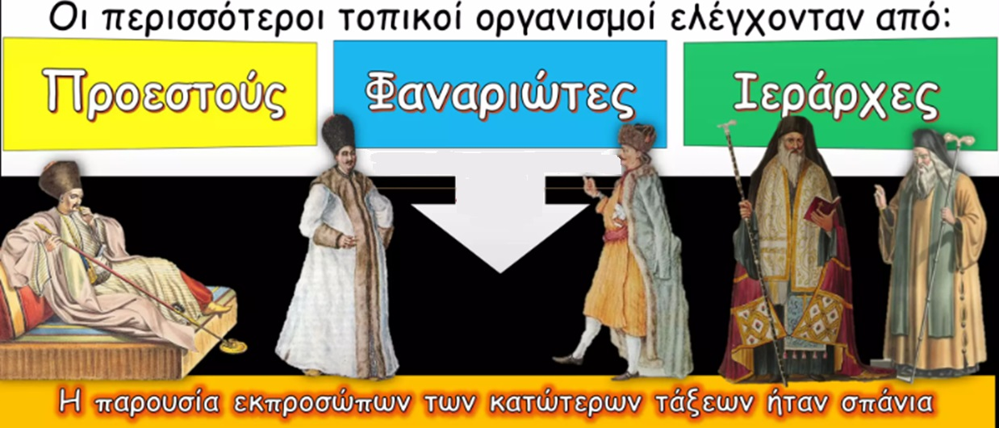 Οι περισσότεροι τοπικοί οργανισμοί ελέγχονταν από:
Προεστούς
Φαναριώτες
Ιεράρχες
Η παρουσία εκπροσώπων των κατώτερων τάξεων ήταν σπάνια